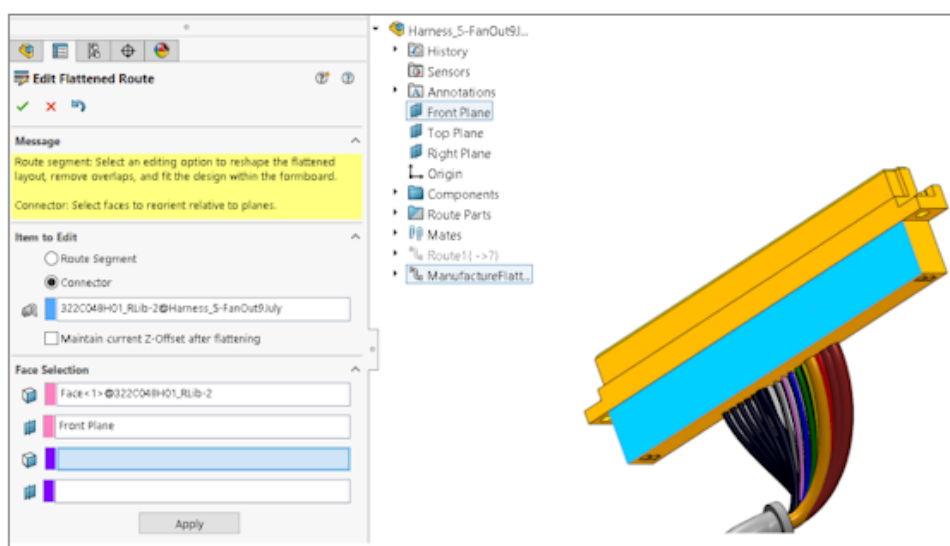 Edit Flattened Route
Message
Route segment: Select an editing option to reshape the flattened
layout, remove overlaps, and fit the design within the formboard.
Connector: Select faces to reorient relative to planes.
Item to Edit
Route Segment
Connector
322C048H01_RLib-2@Harness_5-FanOut9July
Maintain current Z-Offset after flattening
Face Selection
Face<1>@322C048H01_RLib-2
Front Plane
Apply
Harness_5-FanOut9J...
History
Sensors
Annotations
Front Plane
Top Plane
Right Plane
Origin
Components
Route Parts
Mates
Route1( ->?)
ManufactureFlatt...